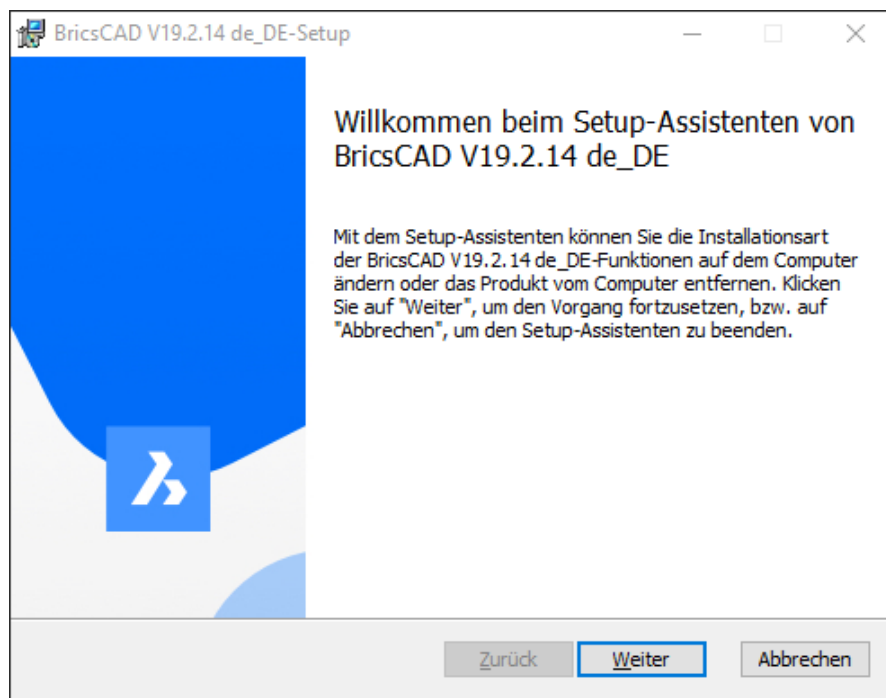 BricsCAD V19.2.14 de_DE-Setup
Willkommen beim Setup-Assistenten von
BricsCAD V19.2.14 de_DE
Mit dem Setup-Assistenten können Sie die Installationsart
der BricsCAD V19.2.14 de_DE-Funktionen auf dem Computer
ändern oder das Produkt vom Computer entfernen. Klicken
Sie auf "Weiter", um den Vorgang fortzusetzen, bzw. auf
"Abbrechen", um den Setup-Assistenten zu beenden.
Zurück
Weiter
Abbrechen